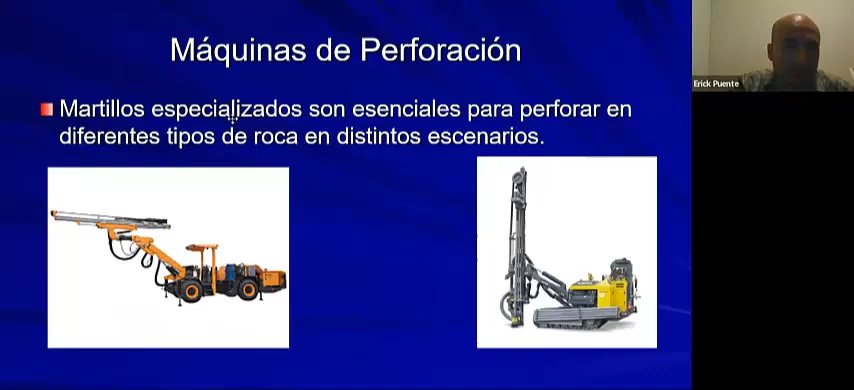 Máquinas de Perforación
Martillos especializados son esenciales para perforar en
diferentes tipos de roca en distintos escenarios.
Erick Puente